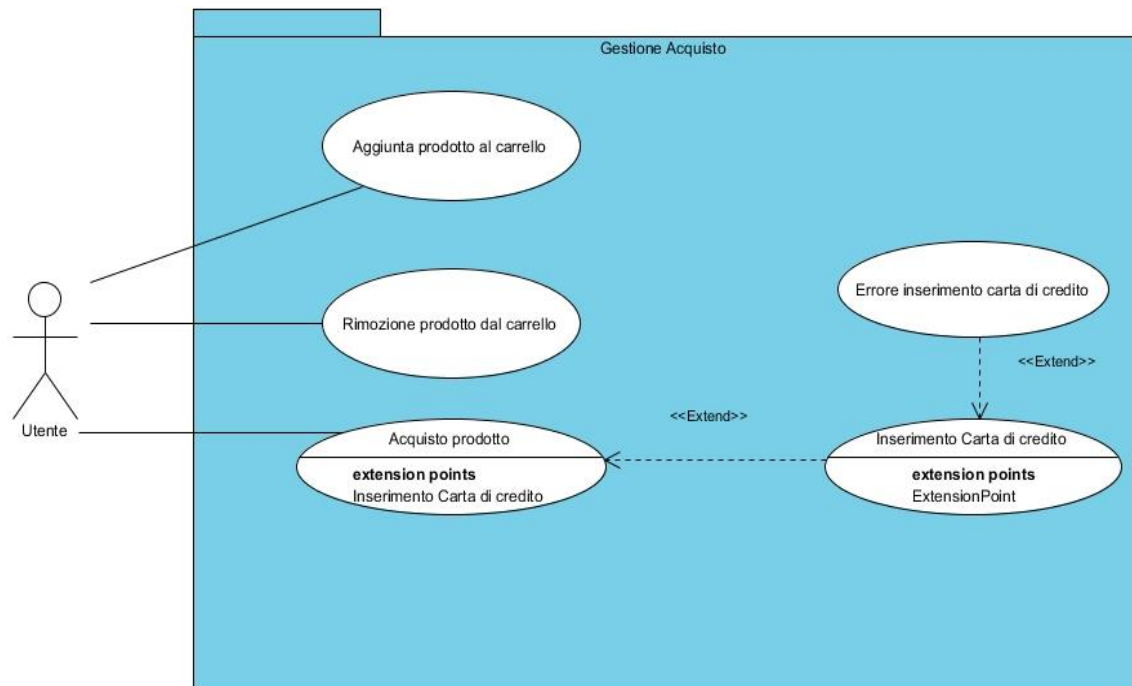 Gestione Acquisto
Aggiunta prodotto al carrello
Errore inserimento carta di credito
Rimozione prodotto dal carrello
<<Extend>>
<<Extend>>
Utente
Acquisto prodotto
extension points
Inserimento Carta di credito
Inserimento Carta di credito
extension points
ExtensionPoint